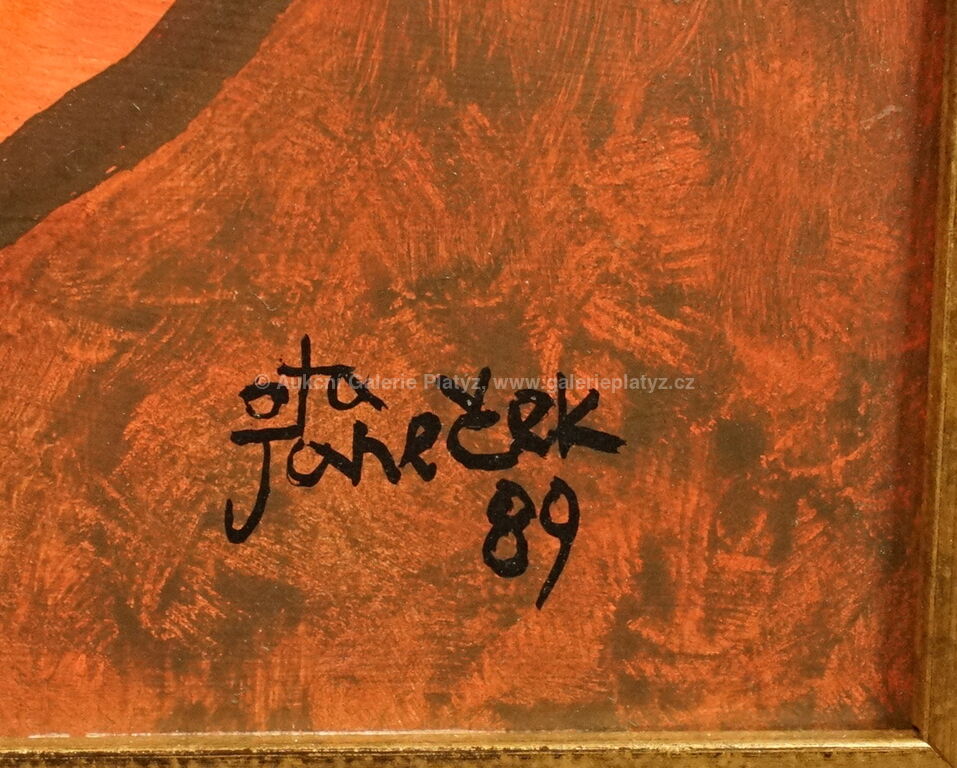 ota
Janeček
89
© Aukční Galerie Platýz, www.galerieplatyz.cz